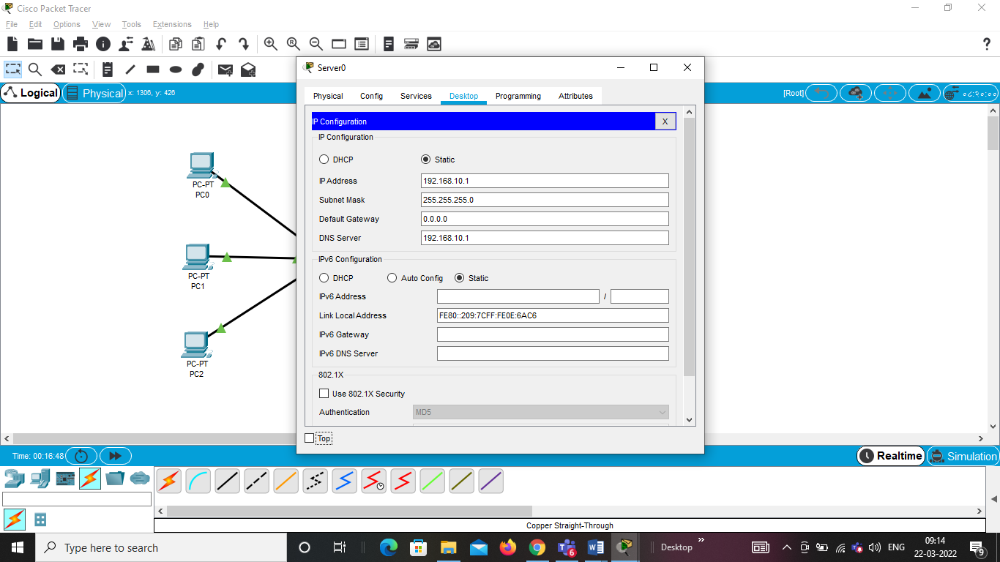 Cisco Packet Tracer
File Edit Options View Tools Extensions Help
?
Server0
Logical Physical x: 1306, y: 426
[Root]
Physical Config Services Desktop Programming Attributes
IP Configuration X
IP Configuration
DHCP Static
IP Address 192.168.10.1
Subnet Mask 255.255.255.0
Default Gateway 0.0.0.0
DNS Server 192.168.10.1
IPv6 Configuration
DHCP Auto Config Static
IPv6 Address /
Link Local Address FE80::209:7CFF:FE0E:6AC6
IPv6 Gateway
IPv6 DNS Server
802.1X
Use 802.1X Security
Authentication MD5
Top
PC-PT
PC0
PC-PT
PC1
PC-PT
PC2
Time: 00:16:48
Realtime Simulation
Copper Straight-Through
Type here to search
Desktop
ENG
09:14
22-03-2022
6
9